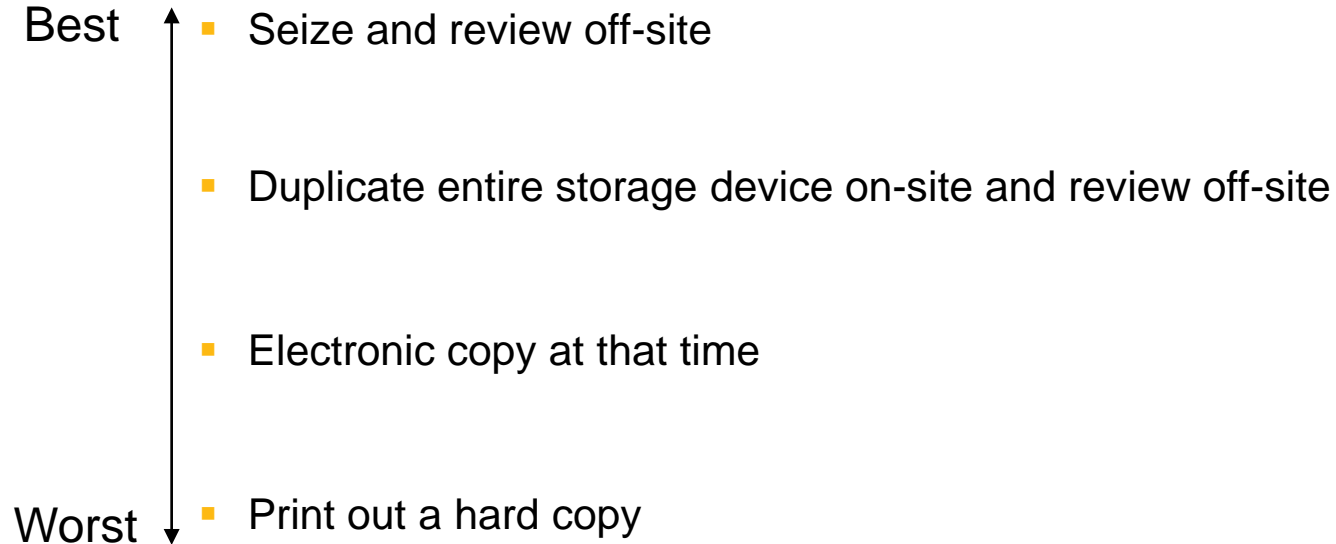 Best
▪ Seize and review off-site
▪ Duplicate entire storage device on-site and review off-site
▪ Electronic copy at that time
Worst
▪ Print out a hard copy